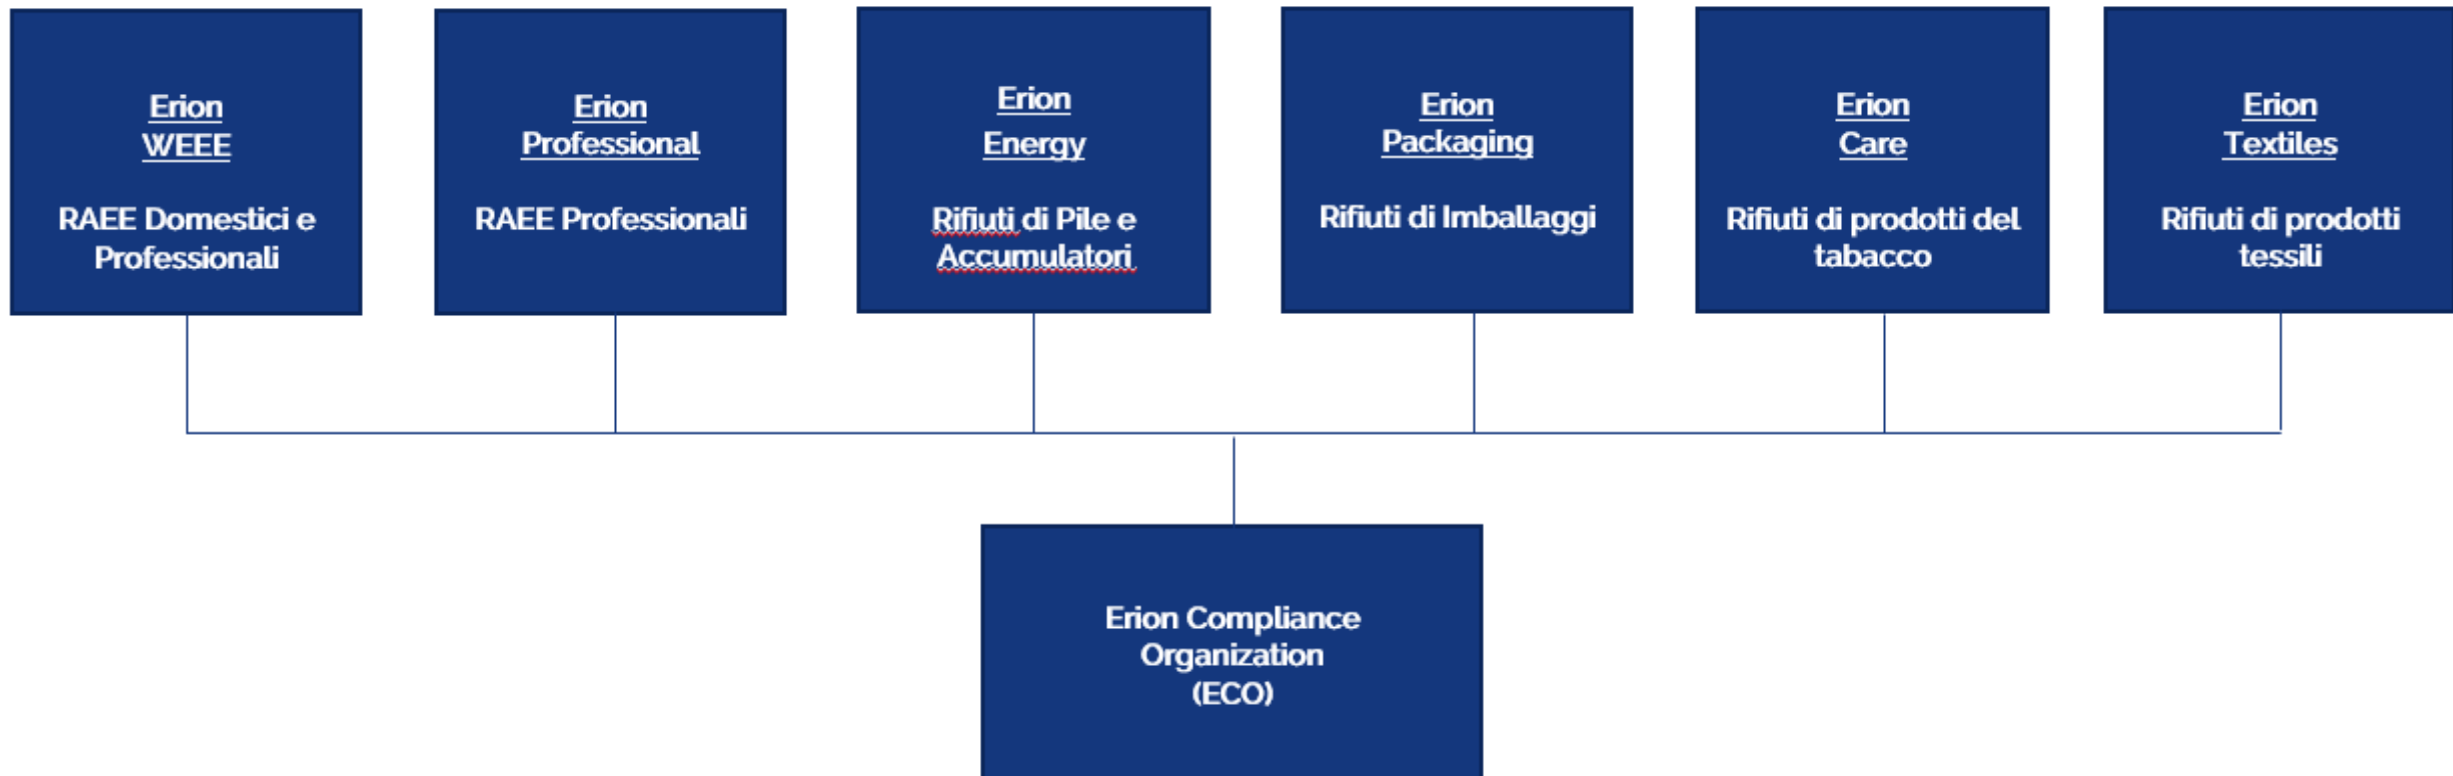 Erion
WEEE
RAEE Domestici e
Professionali
Erion
Professional
RAEE Professionali
Erion
Energy
Rifiuti di Pile e
Accumulatori
Erion
Packaging
Rifiuti di Imballaggi
Erion
Care
Rifiuti di prodotti del
tabacco
Erion
Textiles
Rifiuti di prodotti
tessili
Erion Compliance
Organization
(ECO)